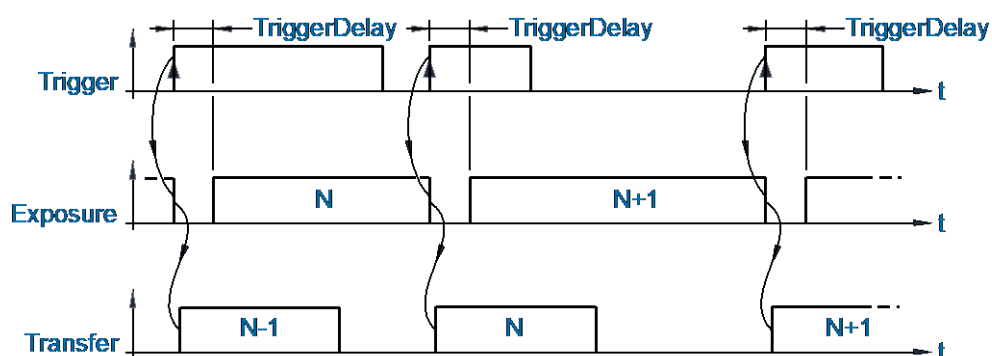 TriggerDelay TriggerDelay TriggerDelay
Trigger t
Exposure N N+1 t
Transfer N-1 N N+1 t